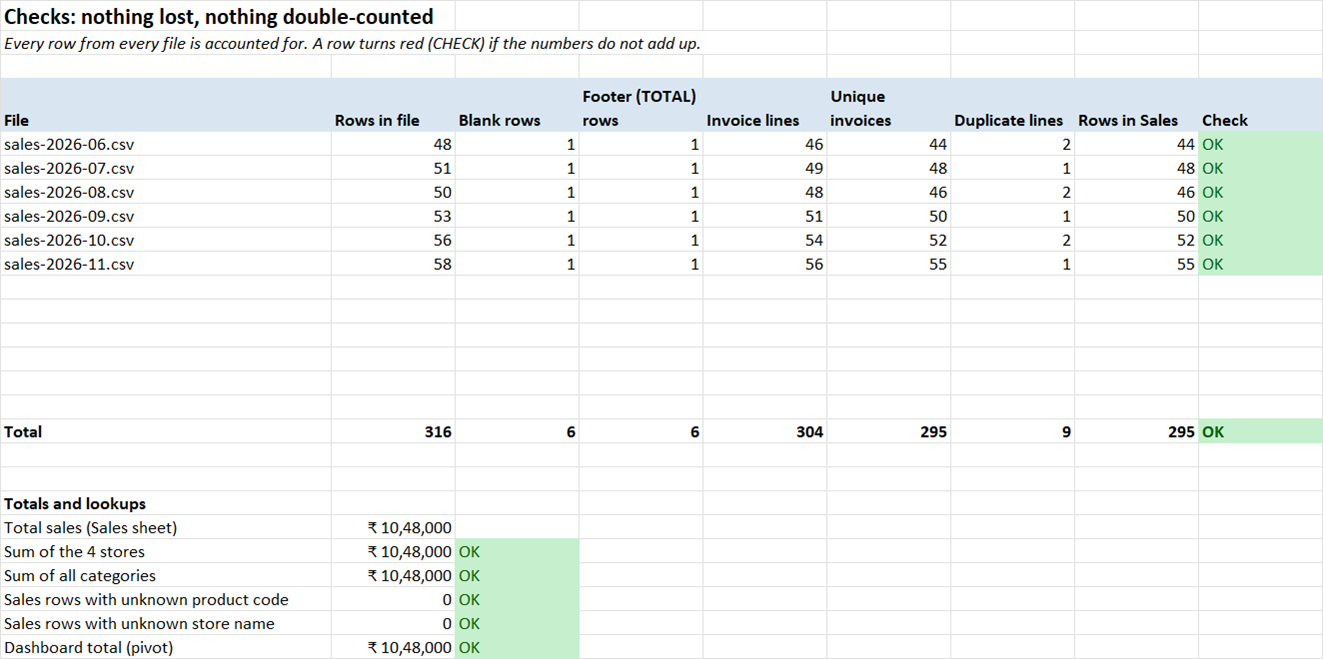 Checks: nothing lost, nothing double-counted
Every row from every file is accounted for. A row turns red (CHECK) if the numbers do not add up.
File Rows in file Blank rows Footer (TOTAL) rows Invoice lines Unique invoices Duplicate lines Rows in Sales Check
sales-2026-06.csv 48 1 1 46 44 2 44 OK
sales-2026-07.csv 51 1 1 49 48 1 48 OK
sales-2026-08.csv 50 1 1 48 46 2 46 OK
sales-2026-09.csv 53 1 1 51 50 1 50 OK
sales-2026-10.csv 56 1 1 54 52 2 52 OK
sales-2026-11.csv 58 1 1 56 55 1 55 OK
Total 316 6 6 304 295 9 295 OK
Totals and lookups
Total sales (Sales sheet) ₹ 10,48,000
Sum of the 4 stores ₹ 10,48,000 OK
Sum of all categories ₹ 10,48,000 OK
Sales rows with unknown product code 0 OK
Sales rows with unknown store name 0 OK
Dashboard total (pivot) ₹ 10,48,000 OK